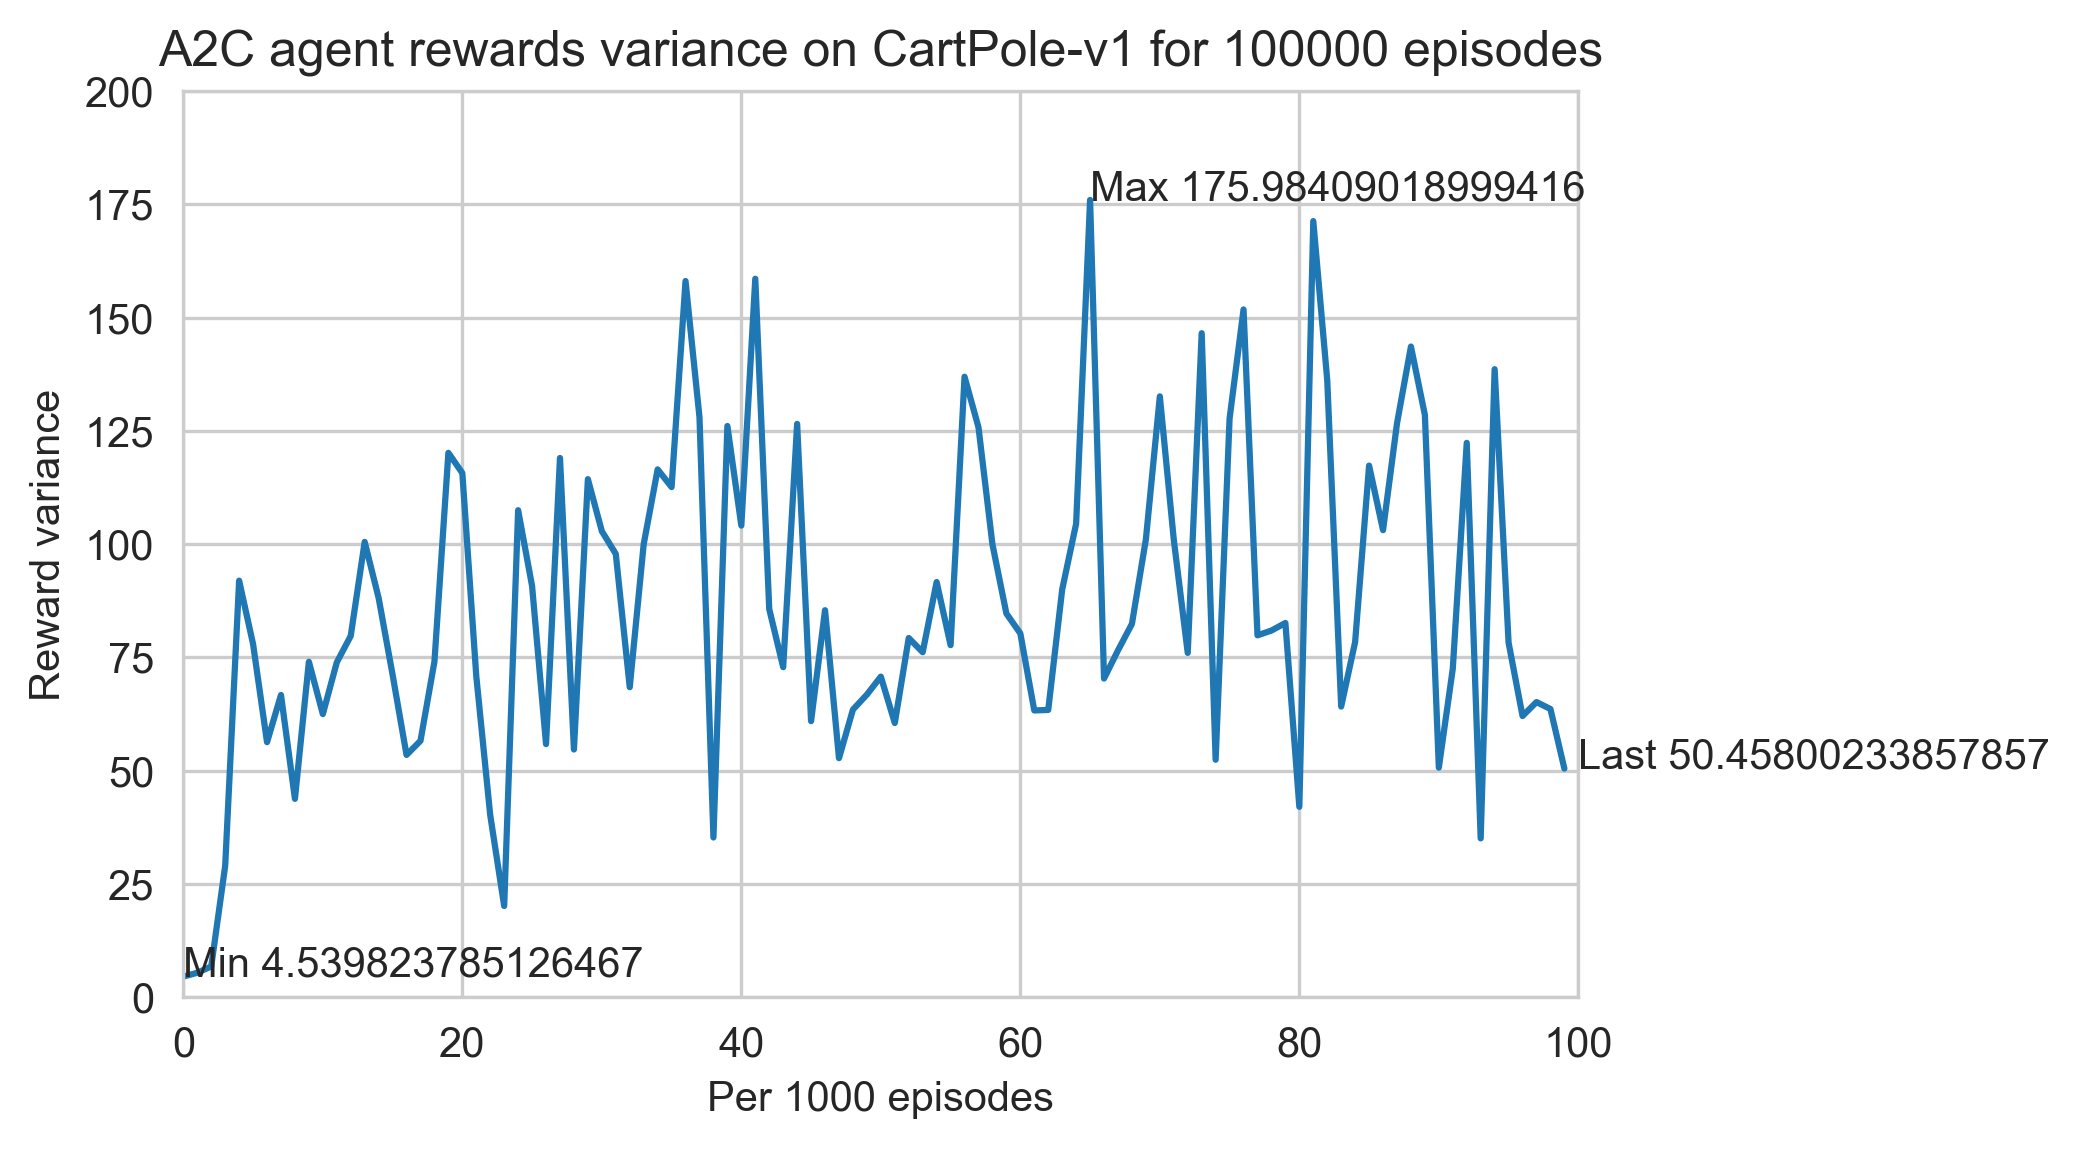 A2C agent rewards variance on CartPole-v1 for 100000 episodes
200
175
150
125
100
75
50
25
0
Reward variance
Max 175.98409018999416
Last 50.45800233857857
Min 4.539823785126467
0 20 40 60 80 100
Per 1000 episodes